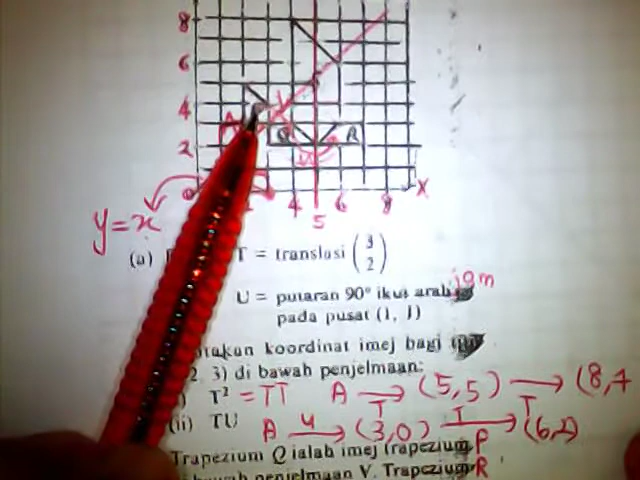 8
6
4 A
2 Q R
0 4 6 8 X
5
y=x
(a) T = translasi (3 2)
U = putaran 90° ikut arah jam
pada pusat (1, 1)
koordinat imej bagi
2, 3) di bawah penjelmaan:
T² = TT A → (5,5) → (8,7
T T
(ii) TU A u → (3,0) T → (6,2)
Trapezium Q ialah imej trapezium P
bawah penjelmaan V. Trapezium R